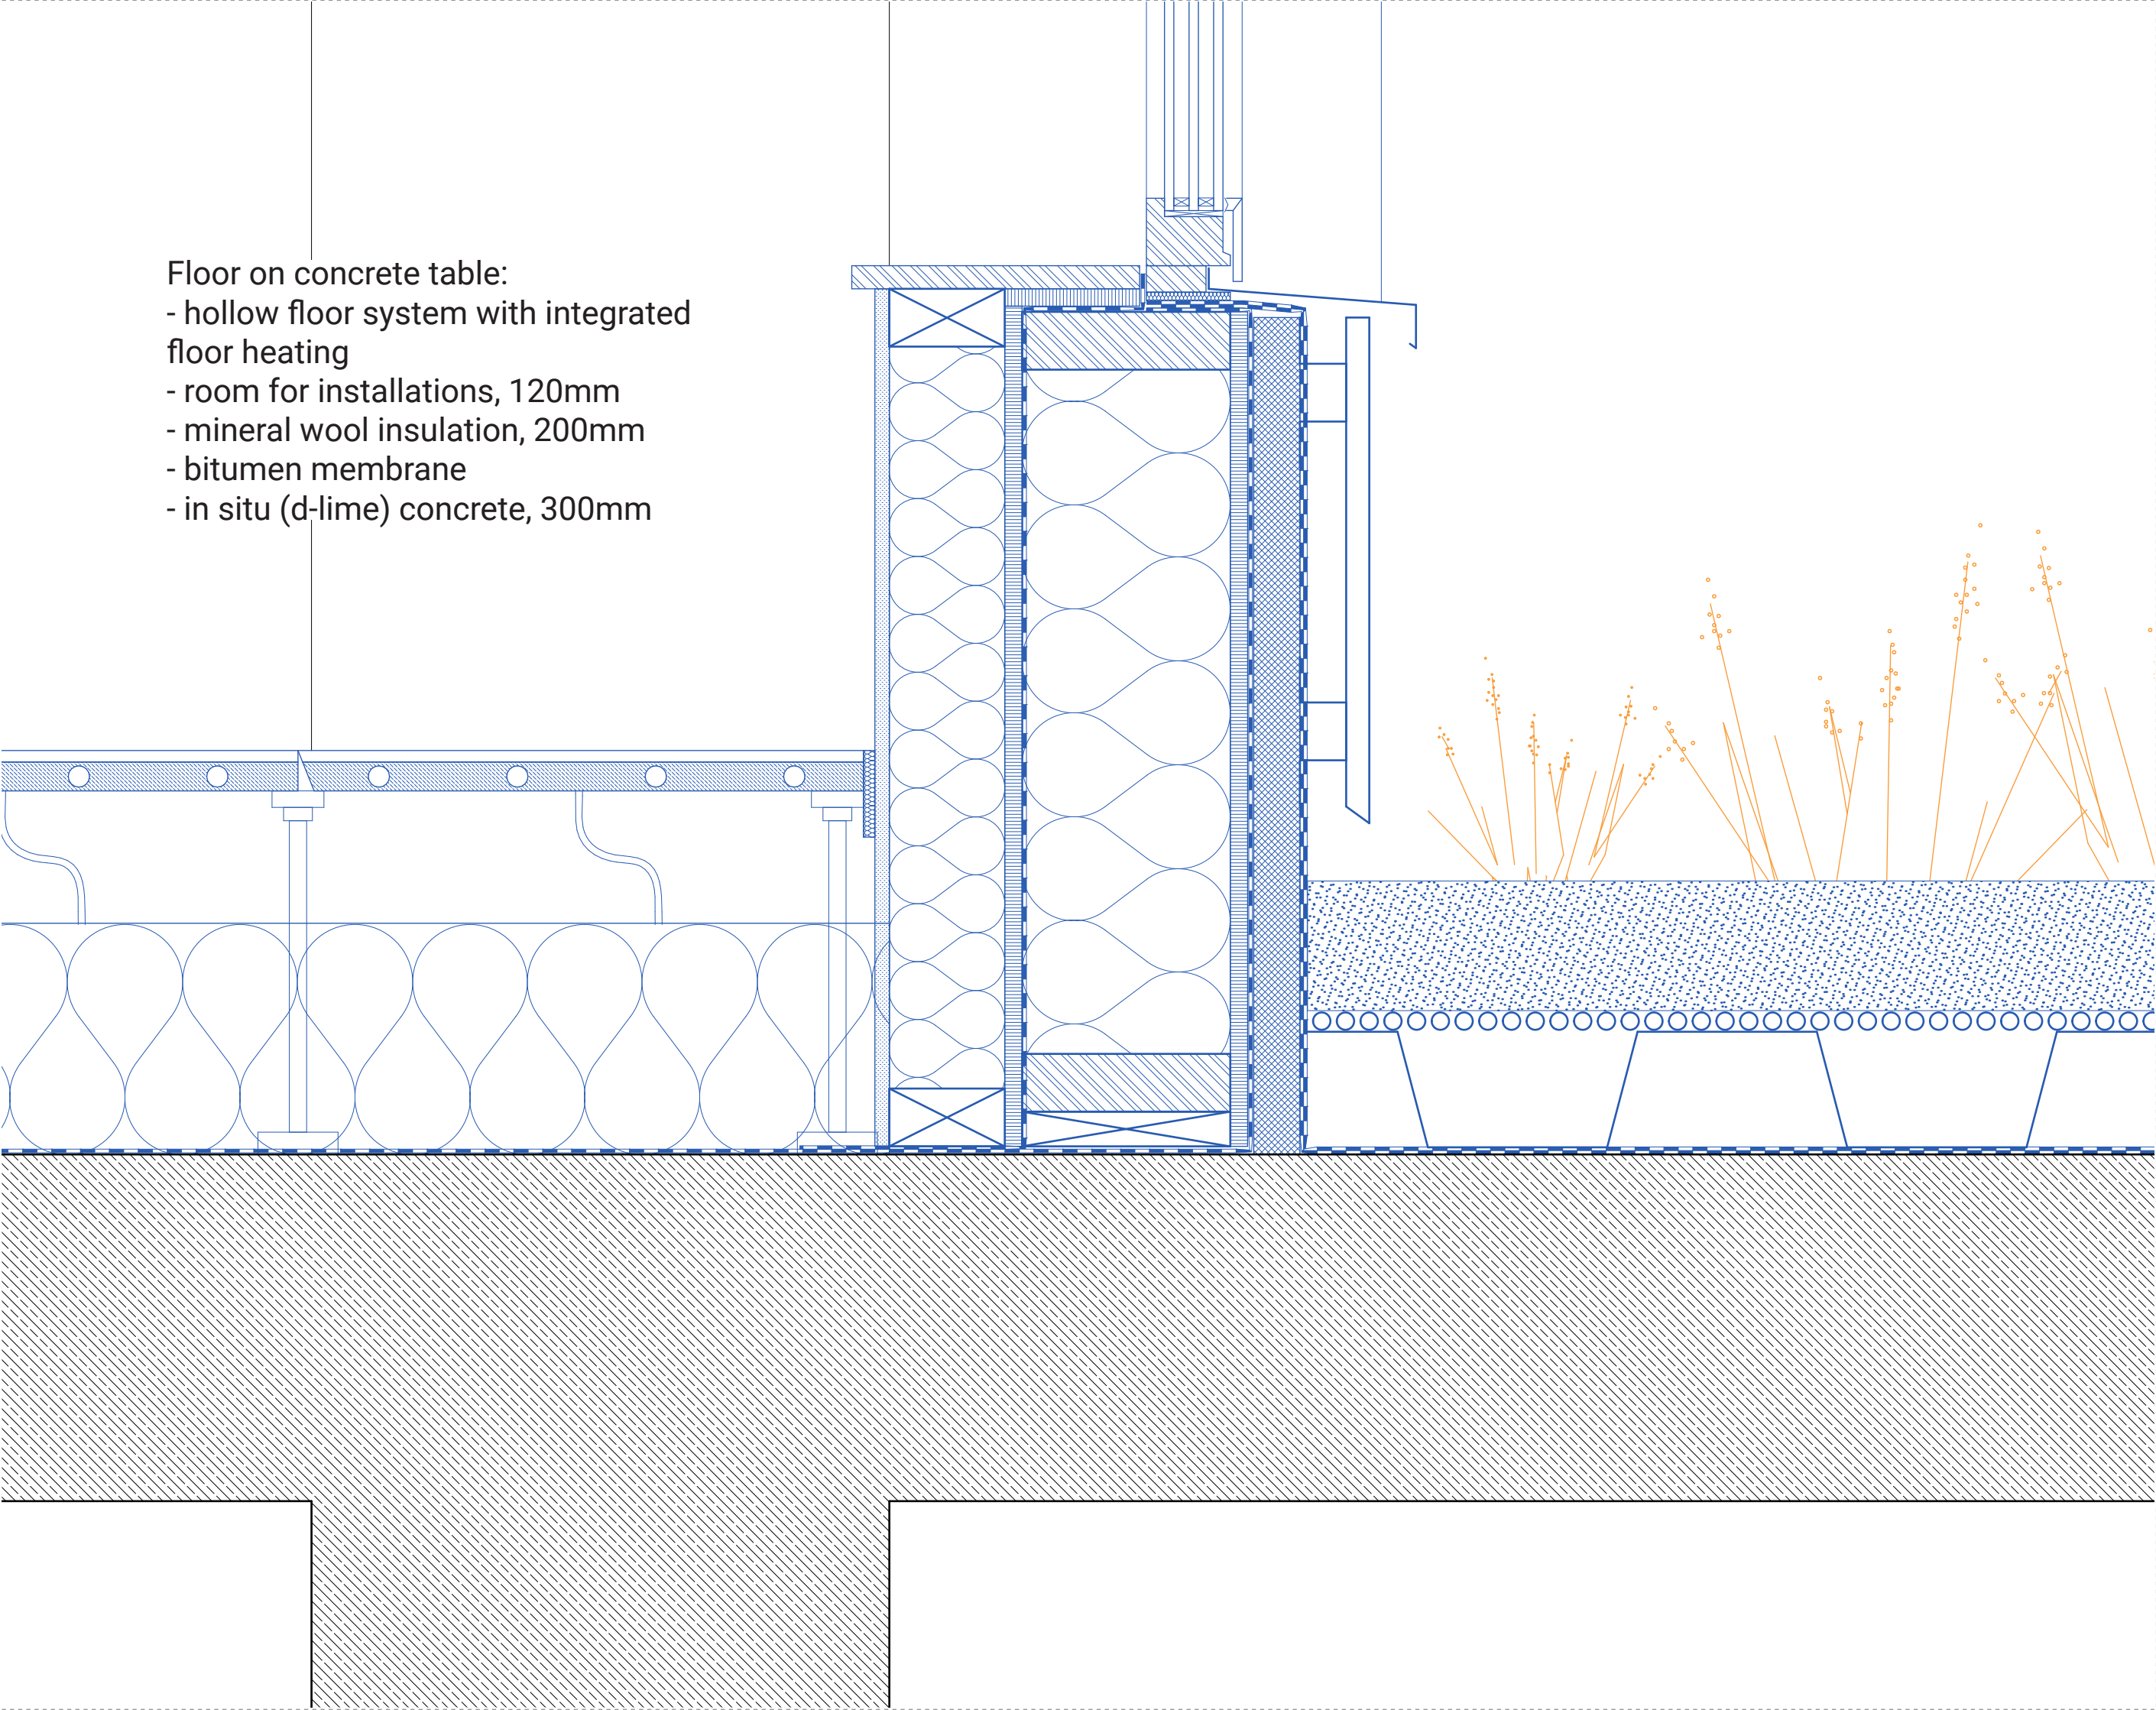 Floor on concrete table:
- hollow floor system with integrated
floor heating
- room for installations, 120mm
- mineral wool insulation, 200mm
- bitumen membrane
- in situ (d-lime) concrete, 300mm